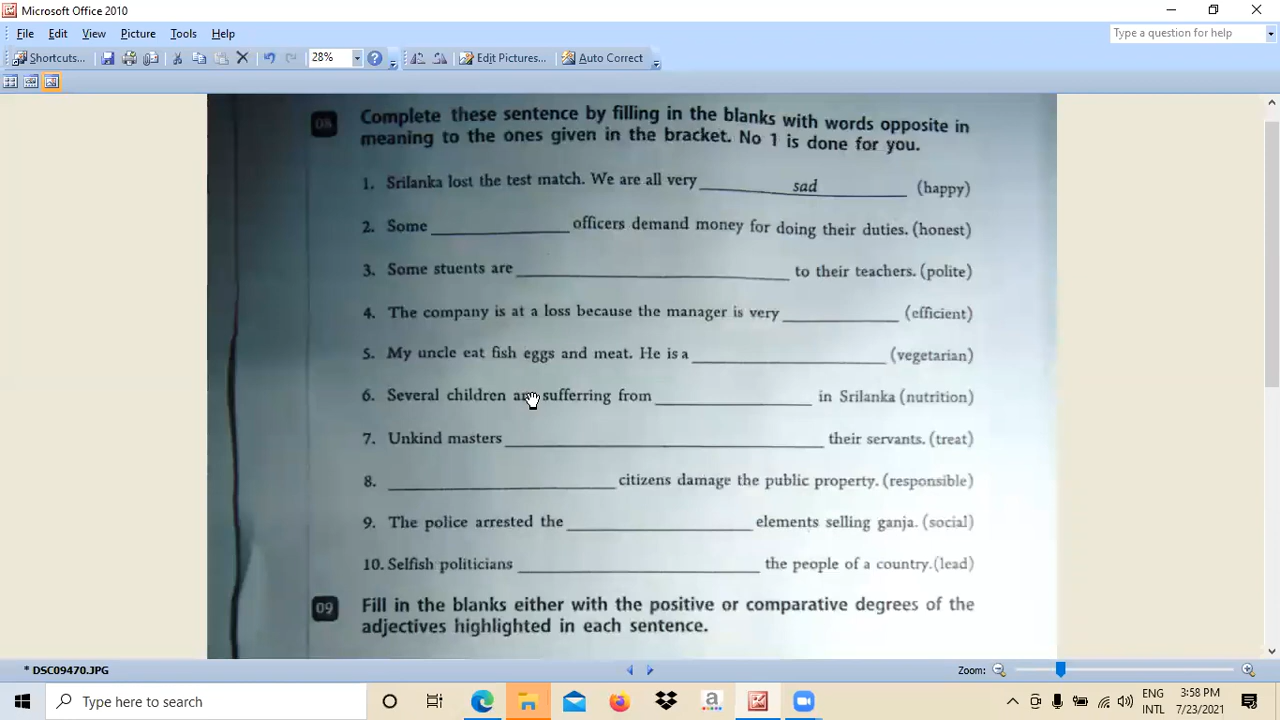 Microsoft Office 2010
File Edit View Picture Tools Help
Type a question for help
Shortcuts... 28% Edit Pictures... Auto Correct
08 Complete these sentence by filling in the blanks with words opposite in
meaning to the ones given in the bracket. No 1 is done for you.
1. Srilanka lost the test match. We are all very sad (happy)
2. Some ____ officers demand money for doing their duties. (honest)
3. Some stuents are ____ to their teachers. (polite)
4. The company is at a loss because the manager is very ____ (efficient)
5. My uncle eat fish eggs and meat. He is a ____ (vegetarian)
6. Several children are sufferring from ____ in Srilanka (nutrition)
7. Unkind masters ____ their servants. (treat)
8. ____ citizens damage the public property. (responsible)
9. The police arrested the ____ elements selling ganja. (social)
10. Selfish politicians ____ the people of a country.(lead)
09 Fill in the blanks either with the positive or comparative degrees of the
adjectives highlighted in each sentence.
* DSC09470.JPG Zoom:
Type here to search
ENG 3:58 PM
INTL 7/23/2021